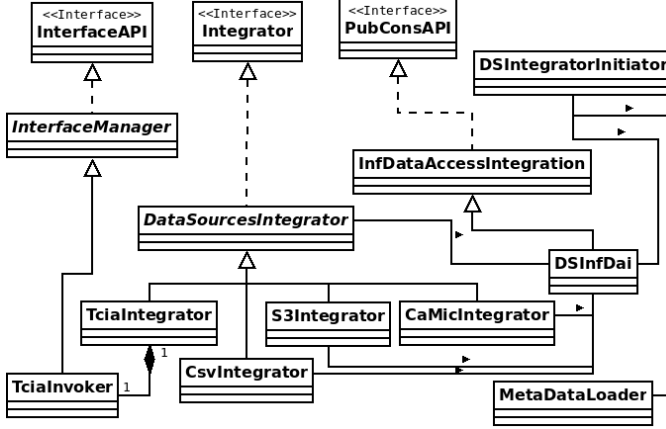 <<Interface>>
InterfaceAPI
<<Interface>>
Integrator
<<Interface>>
PubConsAPI
DSIntegratorInitiator
InterfaceManager
InfDataAccessIntegration
DataSourcesIntegrator
DSInfDai
TciaIntegrator
S3Integrator
CaMicIntegrator
1
CsvIntegrator
TciaInvoker
1
MetaDataLoader